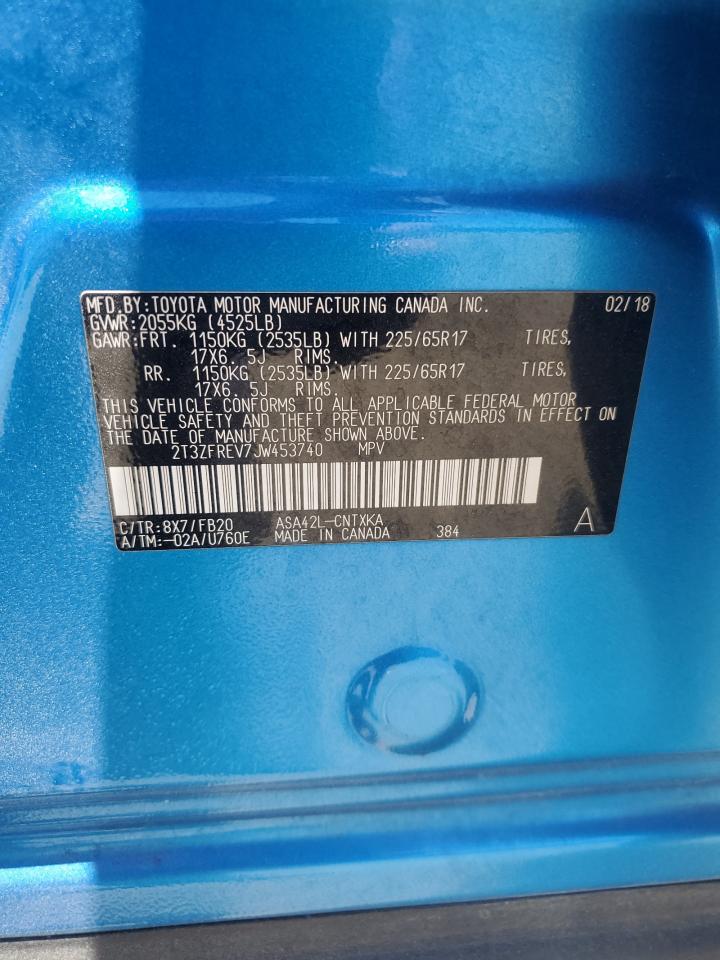 MFD.BY:TOYOTA MOTOR MANUFACTURING CANADA INC. 02/18
GVWR:2055KG (4525LB)
GAWR:FRT. 1150KG (2535LB) WITH 225/65R17 TIRES,
17X6. 5J RIMS.
RR. 1150KG (2535LB) WITH 225/65R17 TIRES,
17X6. 5J RIMS.
THIS VEHICLE CONFORMS TO ALL APPLICABLE FEDERAL MOTOR
VEHICLE SAFETY AND THEFT PREVENTION STANDARDS IN EFFECT ON
THE DATE OF MANUFACTURE SHOWN ABOVE.
2T3ZFREV7JW453740 MPV
C/TR:8X7/FB20 ASA42L-CNTXKA
A/TM:-02A/U760E MADE IN CANADA 384 A